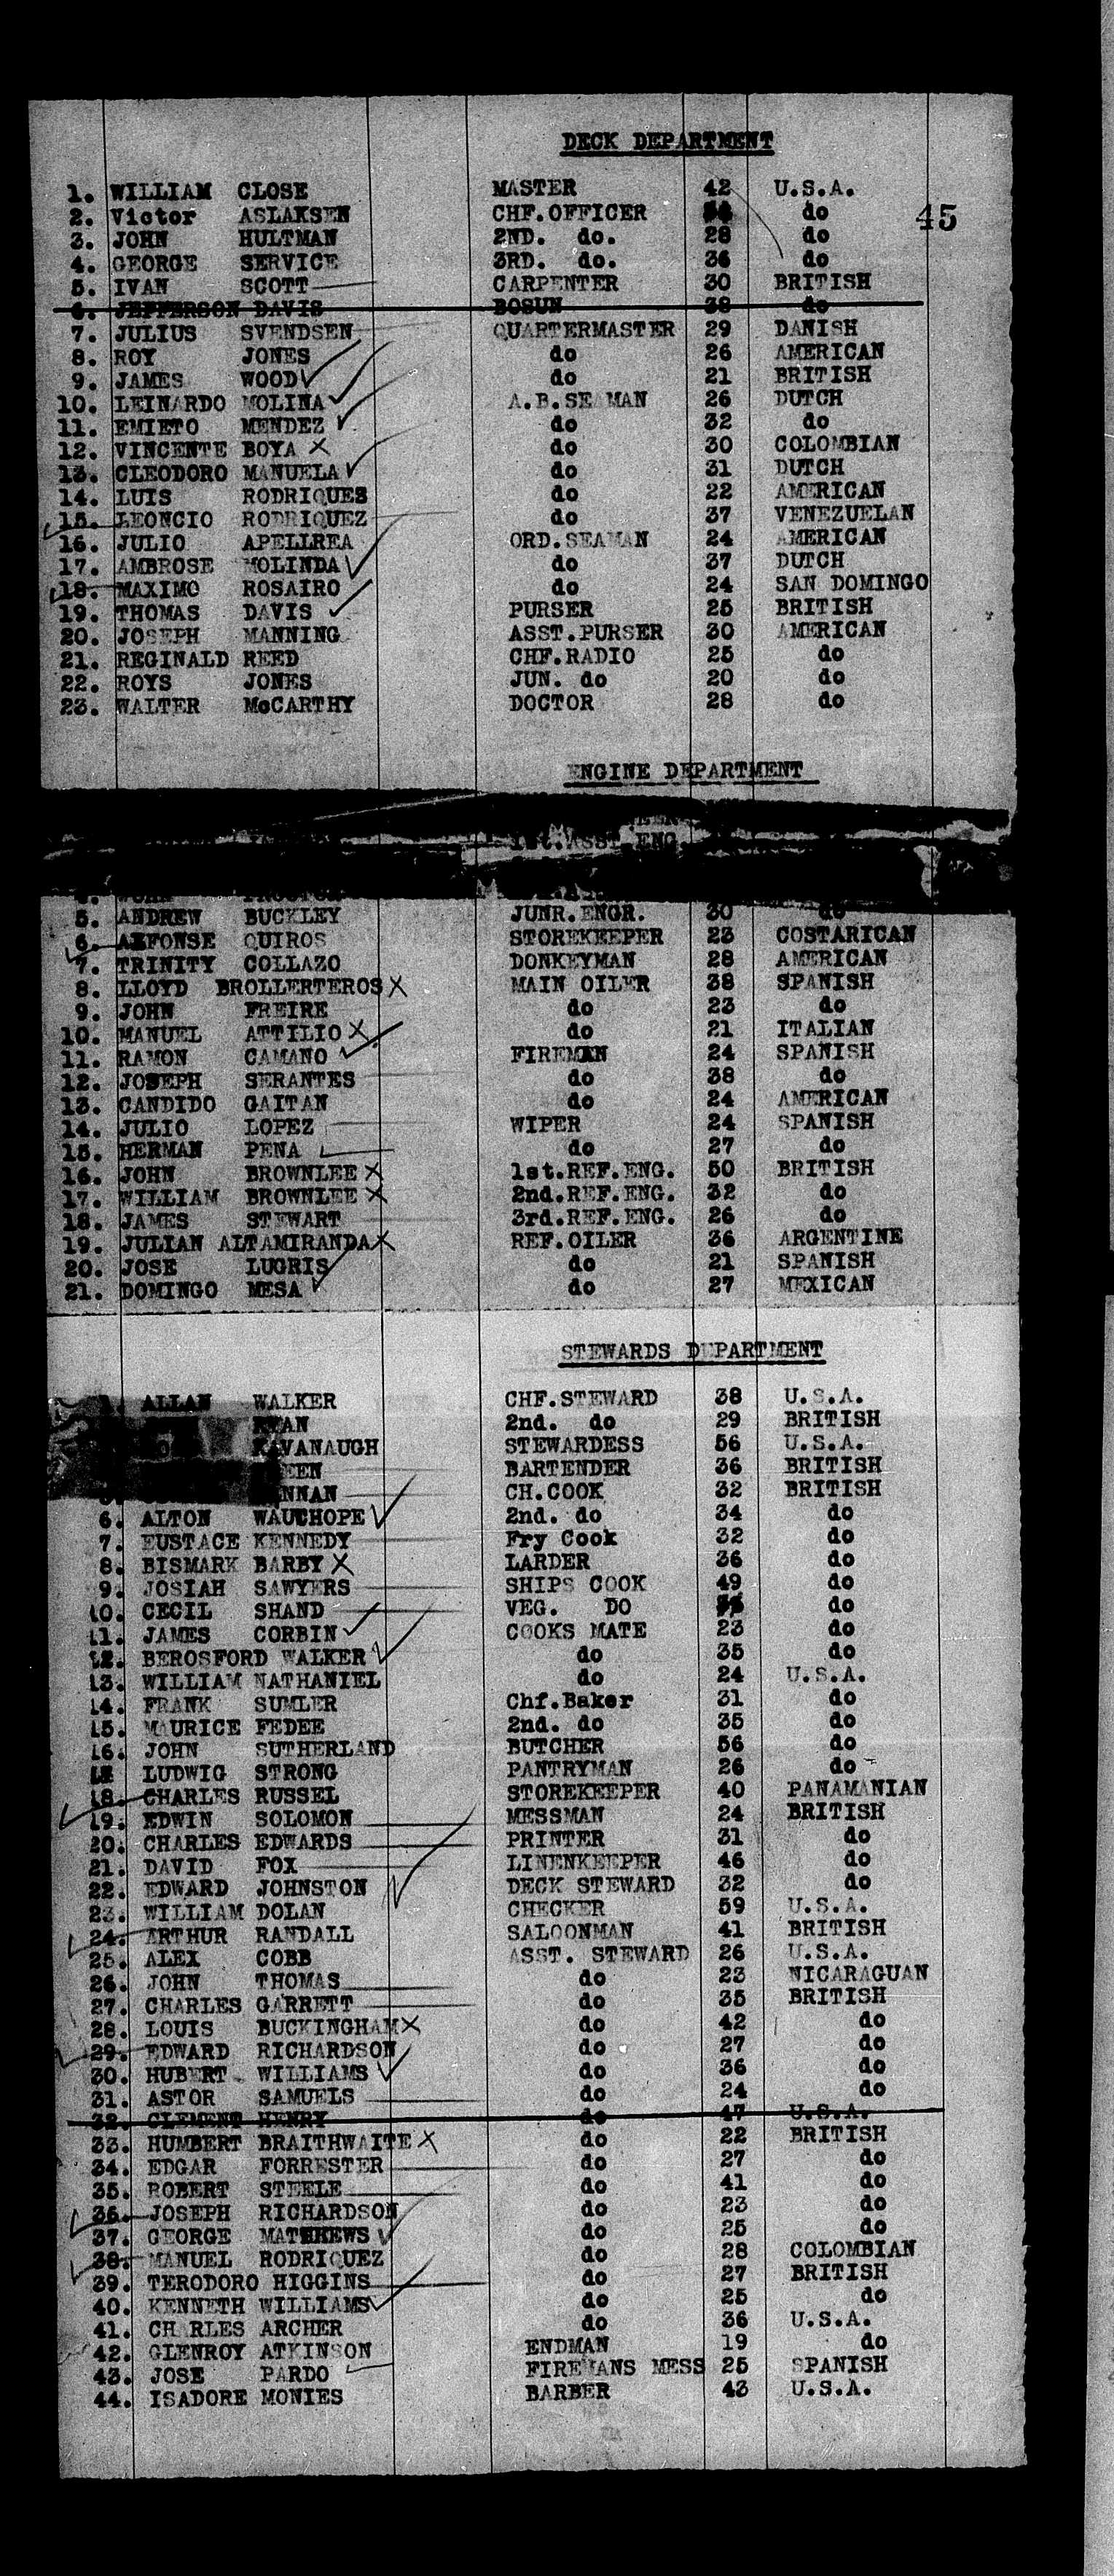 DECK DEPARTMENT
1. WILLIAM CLOSE MASTER 42 U.S.A.
2. Victor ASLAKSEN CHF.OFFICER do
45
3. JOHN HULTMAN 2ND. do. 28 do
4. GEORGE SERVICE 3RD. do. 36 do
5. IVAN SCOTT CARPENTER 30 BRITISH
6. JEFFERSON DAVIS BOSUN 38 do
7. JULIUS SVENDSEN QUARTERMASTER 29 DANISH
8. ROY JONES do 26 AMERICAN
9. JAMES WOOD do 21 BRITISH
10. LEINARDO MOLINA A.B.SEAMAN 26 DUTCH
11. EMIETO MENDEZ do 32 do
12. VINCENTE BOYA X do 30 COLOMBIAN
13. CLEODORO MANUELA do 31 DUTCH
14. LUIS RODRIQUES do 22 AMERICAN
15. LEONCIO RODRIQUEZ do 37 VENEZUELAN
16. JULIO APELLREA ORD.SEAMAN 24 AMERICAN
17. AMBROSE MOLINDA do 37 DUTCH
18. MAXIMO ROSAIRO do 24 SAN DOMINGO
19. THOMAS DAVIS PURSER 25 BRITISH
20. JOSEPH MANNING ASST.PURSER 30 AMERICAN
21. REGINALD REED CHF.RADIO 25 do
22. ROYS JONES JUN. do 20 do
23. WALTER McCARTHY DOCTOR 28 do
ENGINE DEPARTMENT
ASST ENG
5. ANDREW BUCKLEY JUNR.ENGR. 30 do
6. ALFONSE QUIROS STOREKEEPER 23 COSTARICAN
7. TRINITY COLLAZO DONKEYMAN 28 AMERICAN
8. LLOYD BROLLERTEROS X MAIN OILER 38 SPANISH
9. JOHN FREIRE do 23 do
10. MANUEL ATTILIO X do 21 ITALIAN
11. RAMON CAMANO FIREMAN 24 SPANISH
12. JOSEPH SERANTES do 38 do
13. CANDIDO GAITAN do 24 AMERICAN
14. JULIO LOPEZ WIPER 24 SPANISH
15. HERMAN PENA do 27 do
16. JOHN BROWNLEE X 1st.REF.ENG. 50 BRITISH
17. WILLIAM BROWNLEE X 2nd.REF.ENG. 32 do
18. JAMES STEWART 3rd.REF.ENG. 26 do
19. JULIAN ALTAMIRANDA X REF.OILER 36 ARGENTINE
20. JOSE LUGRIS do 21 SPANISH
21. DOMINGO MESA do 27 MEXICAN
STEWARDS DEPARTMENT
1. ALLAN WALKER CHF.STEWARD 38 U.S.A.
RYAN 2nd. do 29 BRITISH
KAVANAUGH STEWARDESS 56 U.S.A.
BARTENDER 36 BRITISH
CH.COOK 32 BRITISH
6. ALTON WAUCHOPE 2nd. do 34 do
7. EUSTACE KENNEDY Fry Cook 32 do
8. BISMARK BARBY X LARDER 36 do
9. JOSIAH SAWYERS SHIPS COOK 49 do
10. CECIL SHAND VEG. DO do
11. JAMES CORBIN COOKS MATE 23 do
12. BEROSFORD WALKER do 35 do
13. WILLIAM NATHANIEL do 24 U.S.A.
14. FRANK SUMLER Chf.Baker 31 do
15. MAURICE FEDEE 2nd. do 35 do
16. JOHN SUTHERLAND BUTCHER 56 do
17 LUDWIG STRONG PANTRYMAN 26 do
18. CHARLES RUSSEL STOREKEEPER 40 PANAMANIAN
19. EDWIN SOLOMON MESSMAN 24 BRITISH
20. CHARLES EDWARDS PRINTER 31 do
21. DAVID FOX LINENKEEPER 46 do
22. EDWARD JOHNSTON DECK STEWARD 32 do
23. WILLIAM DOLAN CHECKER 59 U.S.A.
24. ARTHUR RANDALL SALOONMAN 41 BRITISH
25. ALEX COBB ASST. STEWARD 26 U.S.A.
26. JOHN THOMAS do 23 NICARAGUAN
27. CHARLES GARRETT do 35 BRITISH
28. LOUIS BUCKINGHAM X do 42 do
29. EDWARD RICHARDSON do 27 do
30. HUBERT WILLIAMS do 36 do
31. ASTOR SAMUELS do 24 do
32. CLEMENT HENRY do 47 U.S.A.
33. HUMBERT BRAITHWAITE X do 22 BRITISH
34. EDGAR FORRESTER do 27 do
35. ROBERT STEELE do 41 do
36. JOSEPH RICHARDSON do 23 do
37. GEORGE MATHREWS do 25 do
38. MANUEL RODRIQUEZ do 28 COLOMBIAN
39. TERODORO HIGGINS do 27 BRITISH
40. KENNETH WILLIAMS do 25 do
41. CHARLES ARCHER do 36 U.S.A.
42. GLENROY ATKINSON ENDMAN 19 do
43. JOSE PARDO FIREMANS MESS 25 SPANISH
44. ISADORE MONIES BARBER 43 U.S.A.